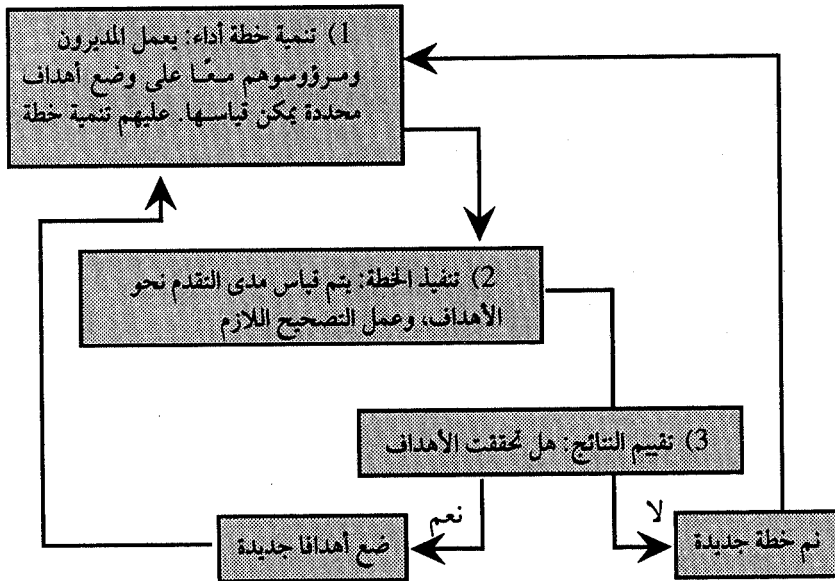 1) تنمية خطة أداء: يعمل المديرون
ومرؤوسوهم معًا على وضع أهداف
محددة يمكن قياسها. عليهم تنمية خطة
2) تنفيذ الخطة: يتم قياس مدى التقدم نحو
الأهداف، وعمل التصحيح اللازم
3) تقييم النتائج: هل تحققت الأهداف
لا
نعم
نم خطة جديدة
ضع أهدافا جديدة